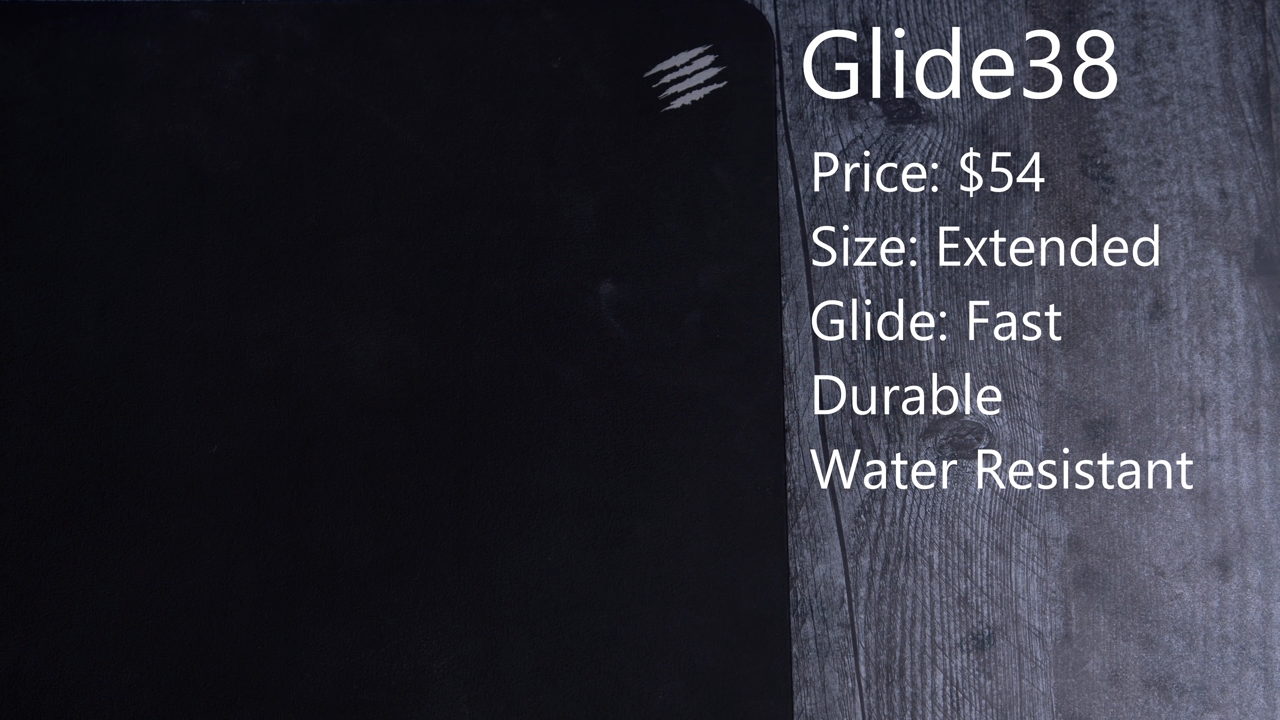 Glide38
Price: $54
Size: Extended
Glide: Fast
Durable
Water Resistant